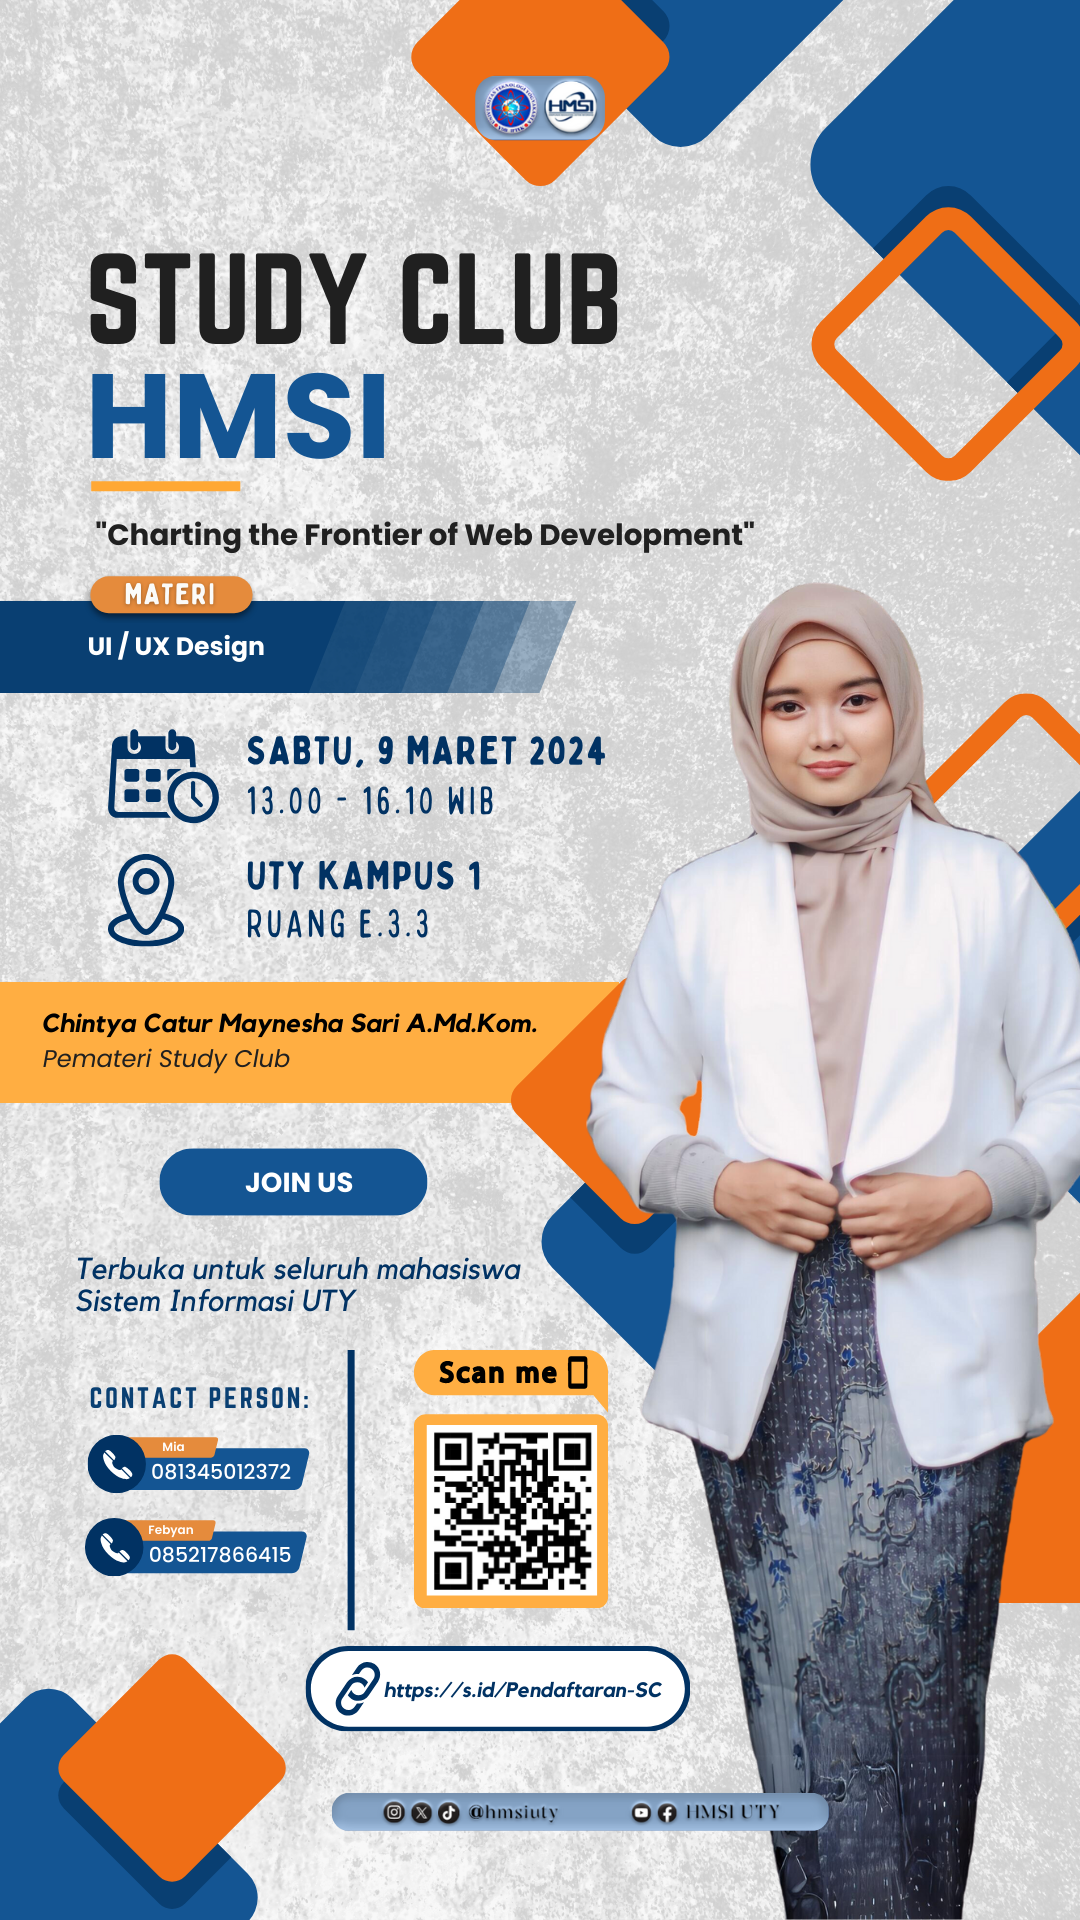 HMSI
STUDY CLUB
HMSI
"Charting the Frontier of Web Development"
MATERI
UI / UX Design
SABTU, 9 MARET 2024
13.00 - 16.10 WIB
UTY KAMPUS 1
RUANG E.3.3
Chintya Catur Maynesha Sari A.Md.Kom.
Pemateri Study Club
JOIN US
Terbuka untuk seluruh mahasiswa
Sistem Informasi UTY
CONTACT PERSON:
Mia
081345012372
Febyan
085217866415
Scan me
https://s.id/Pendaftaran-SC
@hmsiuty
HMSI UTY